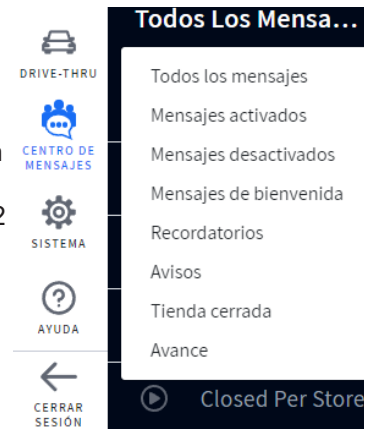 Todos Los Mensa...
DRIVE-THRU
CENTRO DE
MENSAJES
SISTEMA
AYUDA
CERRAR
SESIÓN
Todos los mensajes
Mensajes activados
Mensajes desactivados
Mensajes de bienvenida
Recordatorios
Avisos
Tienda cerrada
Avance
Closed Per Store
2